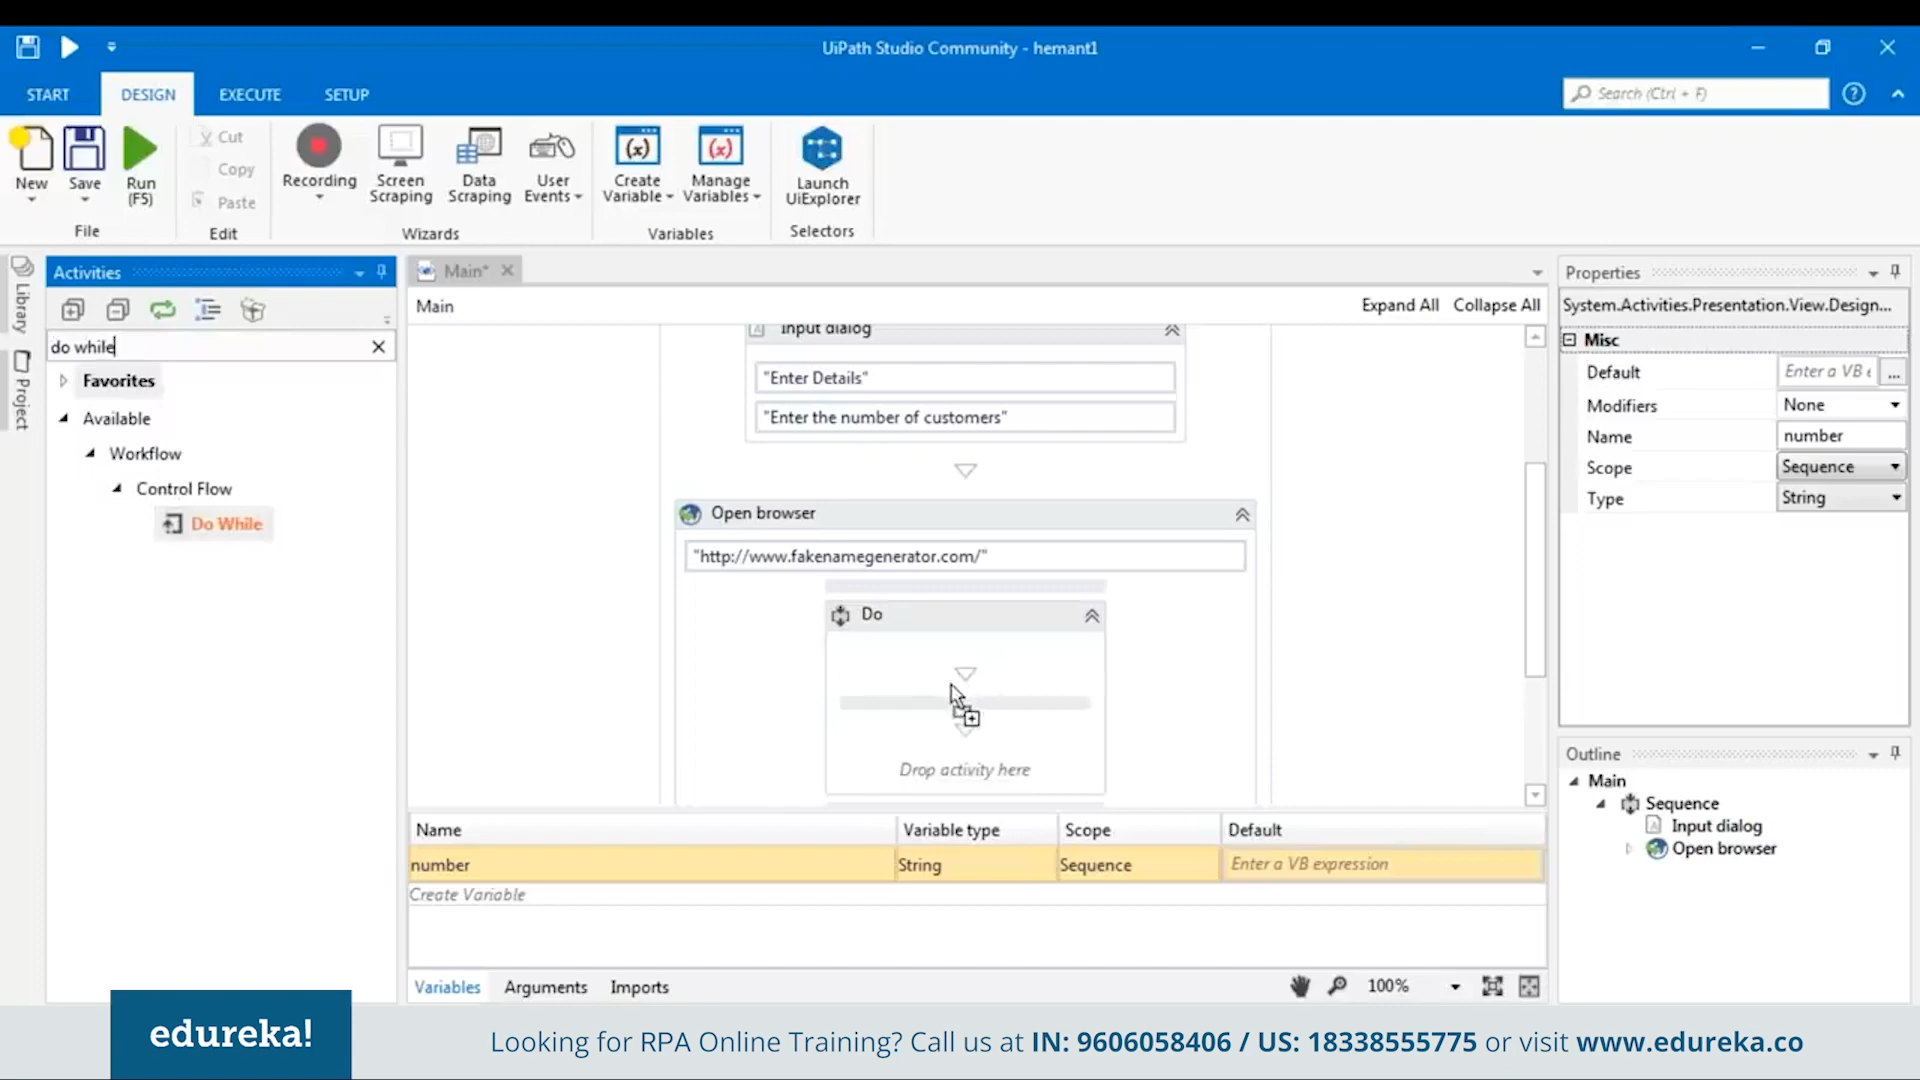 UiPath Studio Community - hemant1
START DESIGN EXECUTE SETUP
Search (Ctrl + F)
New
Save
Run
(F5)
File
Cut
Copy
Paste
Edit
Recording
Screen
Scraping
Data
Scraping
User
Events
Wizards
Create
Variable
Manage
Variables
Variables
Launch
UiExplorer
Selectors
Library
Project
Activities
do while
Favorites
Available
Workflow
Control Flow
Do While
Main*
Main
Expand All Collapse All
Input dialog
"Enter Details"
"Enter the number of customers"
Open browser
"http://www.fakenamegenerator.com/"
Do
Drop activity here
Name Variable type Scope Default
number String Sequence Enter a VB expression
Create Variable
Variables Arguments Imports
100%
Properties
System.Activities.Presentation.View.Design...
Misc
Default Enter a VB e ...
Modifiers None
Name number
Scope Sequence
Type String
Outline
Main
Sequence
Input dialog
Open browser
edureka!
Looking for RPA Online Training? Call us at IN: 9606058406 / US: 18338555775 or visit www.edureka.co